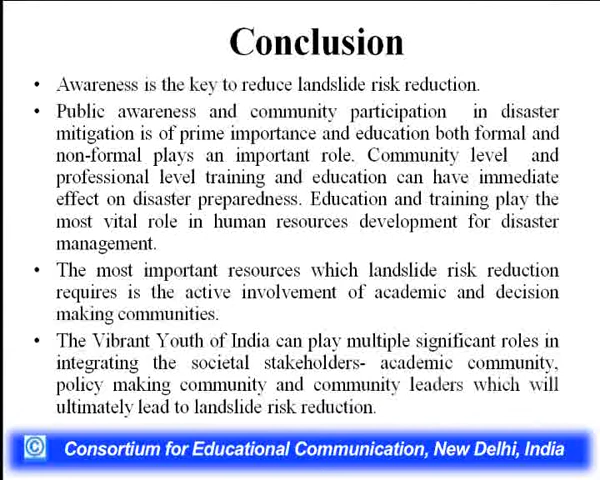 Conclusion
• Awareness is the key to reduce landslide risk reduction.
• Public awareness and community participation in disaster
mitigation is of prime importance and education both formal and
non-formal plays an important role. Community level and
professional level training and education can have immediate
effect on disaster preparedness. Education and training play the
most vital role in human resources development for disaster
management.
• The most important resources which landslide risk reduction
requires is the active involvement of academic and decision
making communities.
• The Vibrant Youth of India can play multiple significant roles in
integrating the societal stakeholders- academic community,
policy making community and community leaders which will
ultimately lead to landslide risk reduction.
© Consortium for Educational Communication, New Delhi, India